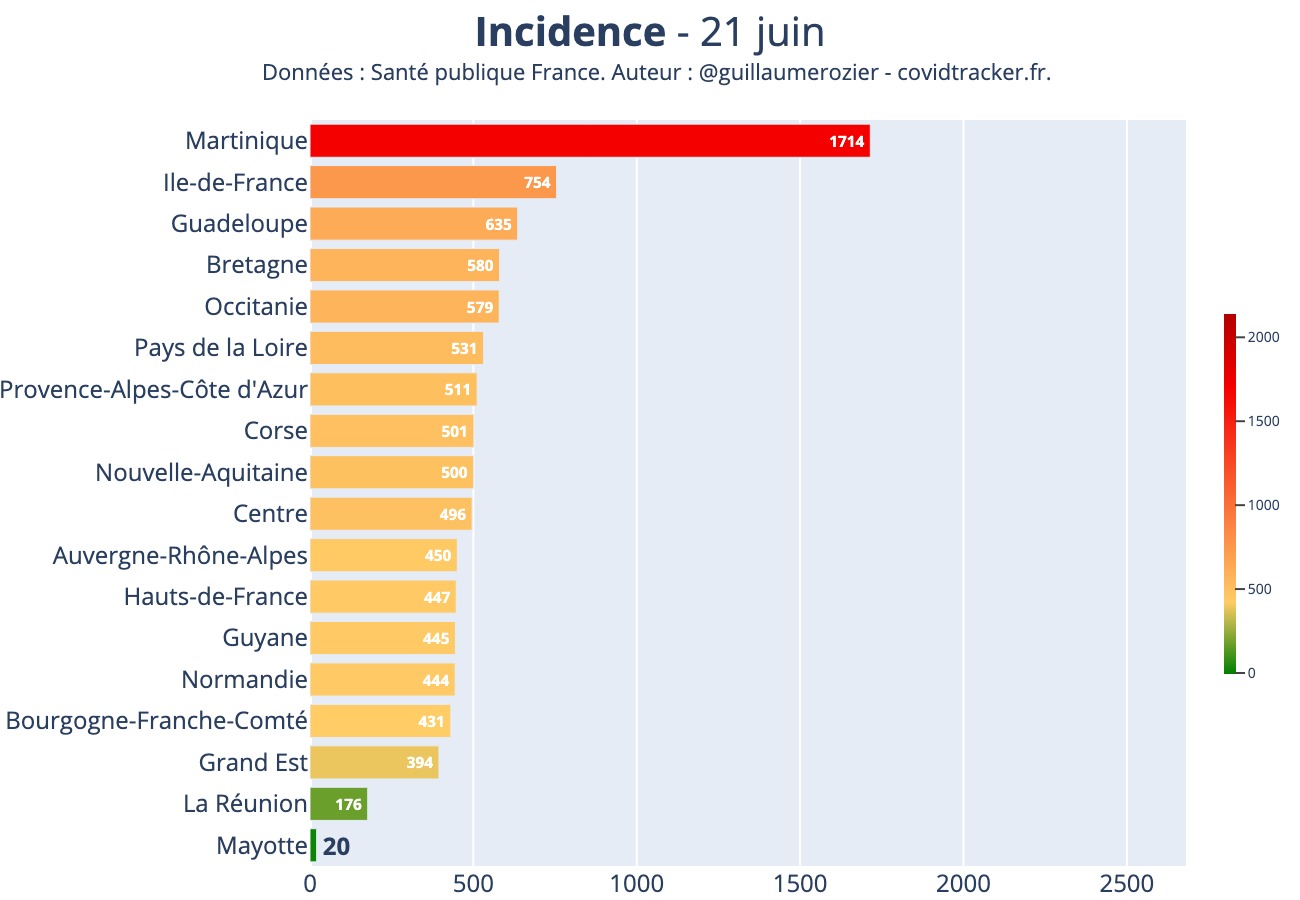 Incidence - 21 juin
Données : Santé publique France. Auteur : @guillaumerozier - covidtracker.fr.
Martinique 1714
Ile-de-France 754
Guadeloupe 635
Bretagne 580
Occitanie 579
Pays de la Loire 531
Provence-Alpes-Côte d'Azur 511
Corse 501
Nouvelle-Aquitaine 500
Centre 496
Auvergne-Rhône-Alpes 450
Hauts-de-France 447
Guyane 445
Normandie 444
Bourgogne-Franche-Comté 431
Grand Est 394
La Réunion 176
Mayotte 20
0 500 1000 1500 2000 2500
2000
1500
1000
500
0